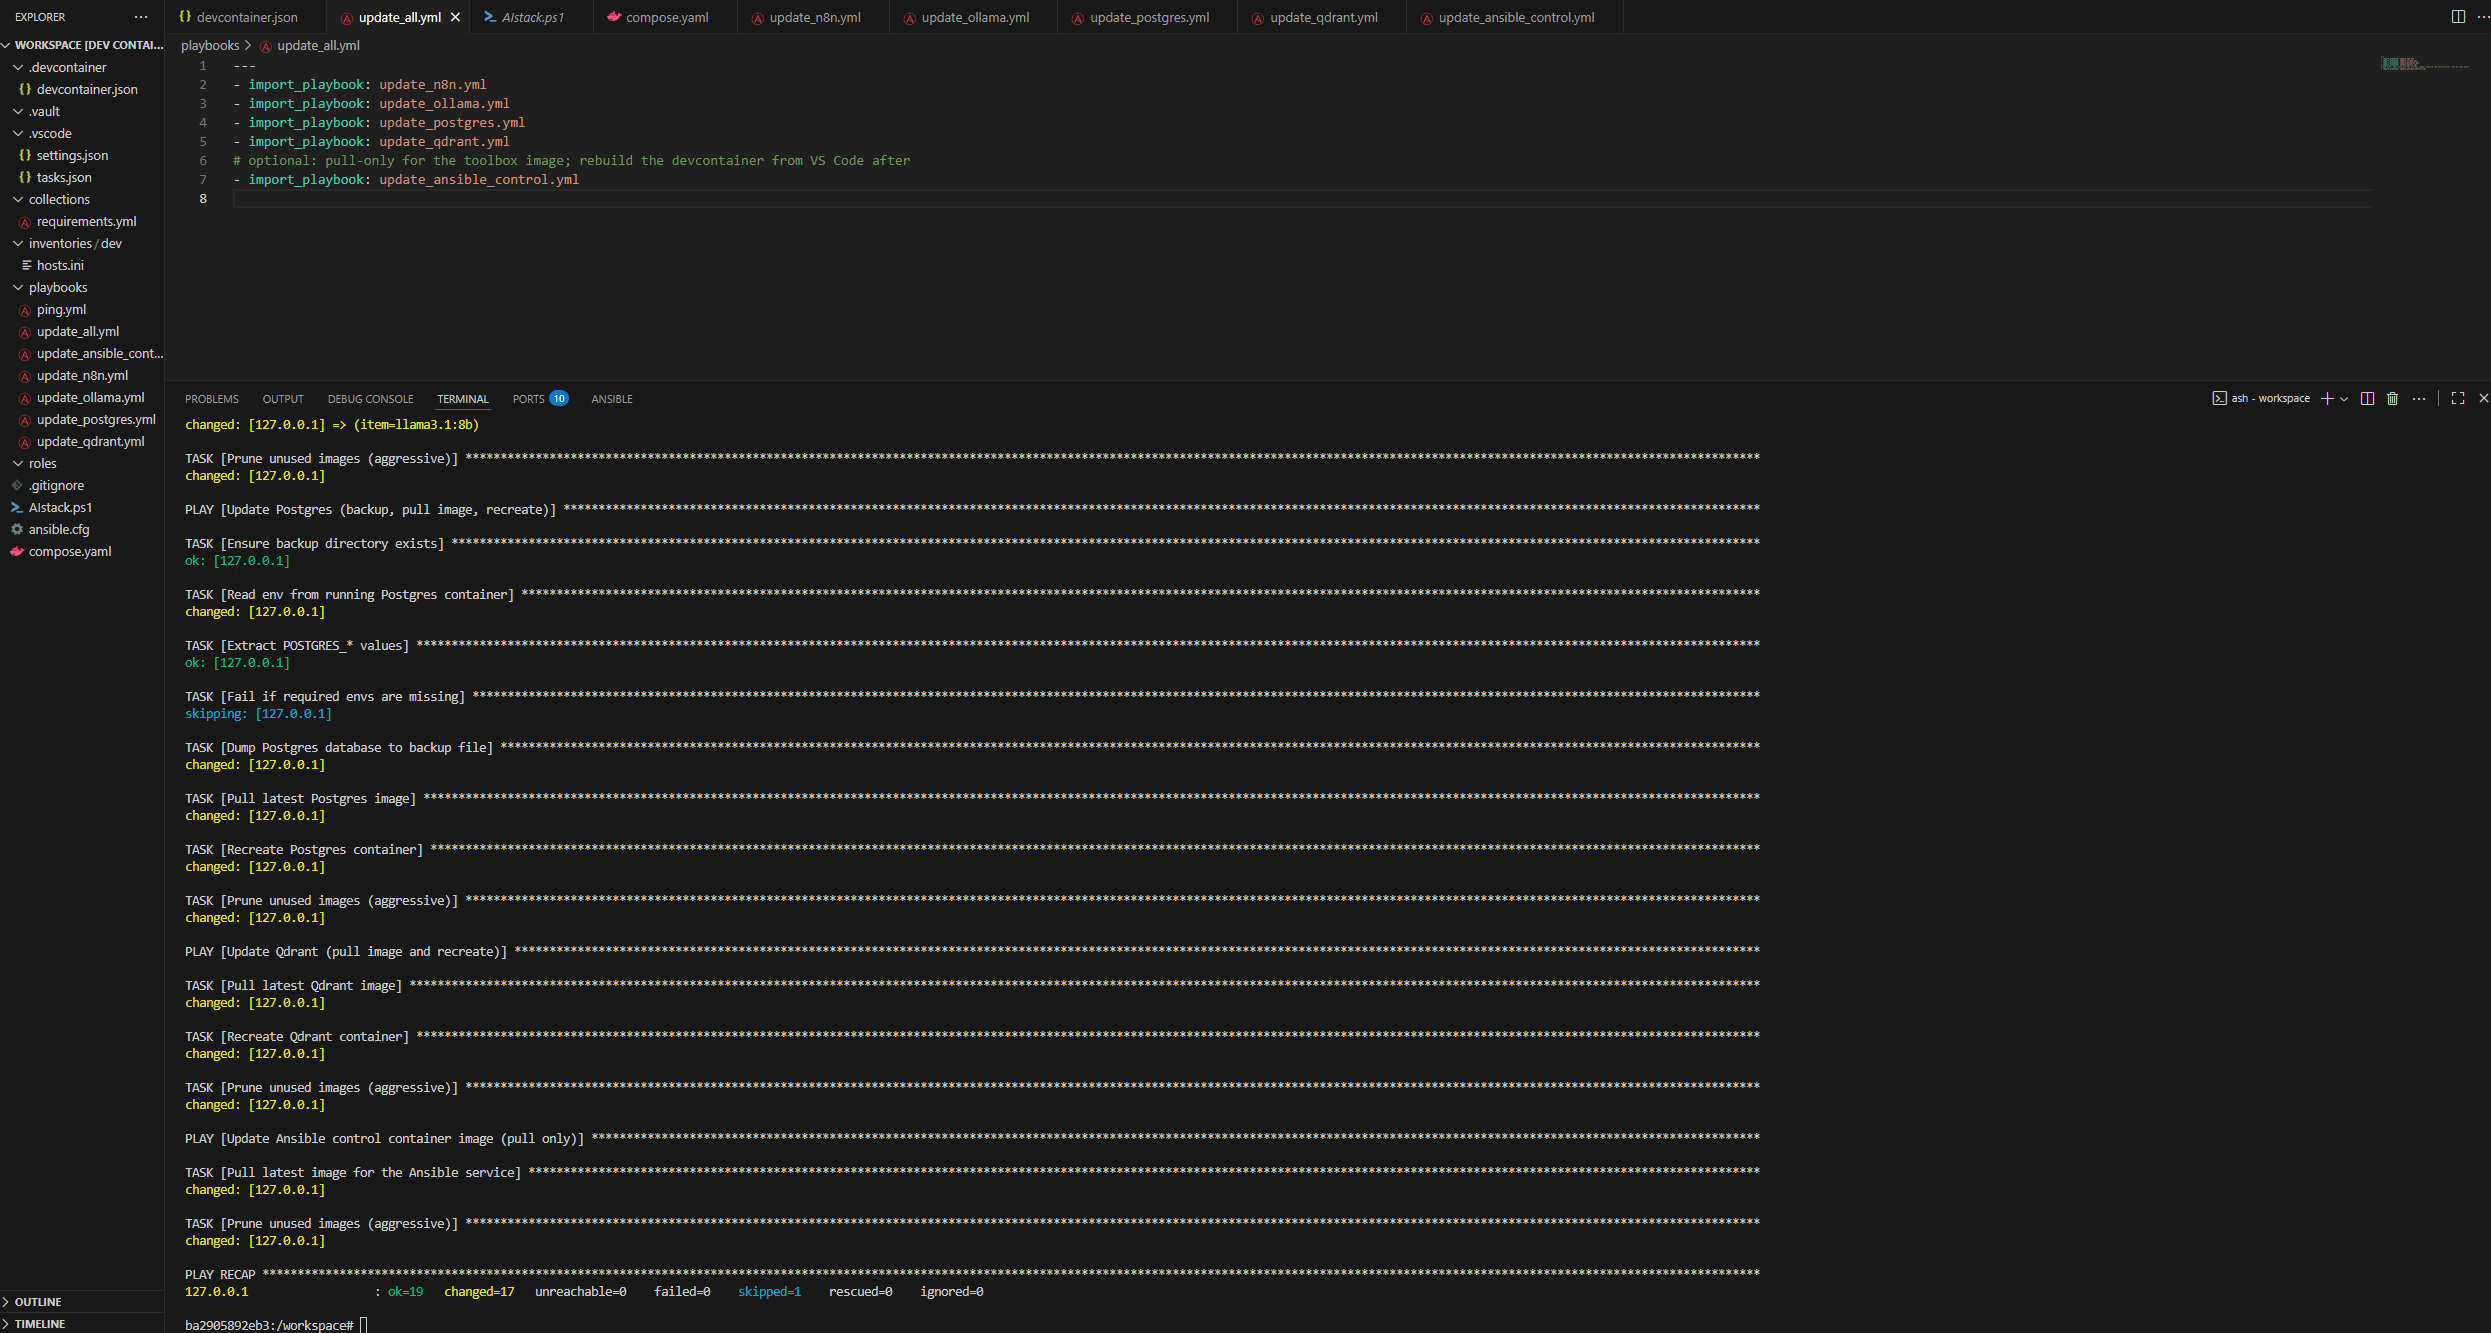 EXPLORER
WORKSPACE [DEV CONTAI...
.devcontainer
devcontainer.json
.vault
.vscode
settings.json
tasks.json
collections
requirements.yml
inventories / dev
hosts.ini
playbooks
ping.yml
update_all.yml
update_ansible_cont...
update_n8n.yml
update_ollama.yml
update_postgres.yml
update_qdrant.yml
roles
.gitignore
AIstack.ps1
ansible.cfg
compose.yaml
OUTLINE
TIMELINE
devcontainer.json
update_all.yml
AIstack.ps1
compose.yaml
update_n8n.yml
update_ollama.yml
update_postgres.yml
update_qdrant.yml
update_ansible_control.yml
playbooks > update_all.yml
1 ---
2 - import_playbook: update_n8n.yml
3 - import_playbook: update_ollama.yml
4 - import_playbook: update_postgres.yml
5 - import_playbook: update_qdrant.yml
6 # optional: pull-only for the toolbox image; rebuild the devcontainer from VS Code after
7 - import_playbook: update_ansible_control.yml
8
PROBLEMS OUTPUT DEBUG CONSOLE TERMINAL PORTS 10 ANSIBLE
ash - workspace
changed: [127.0.0.1] => (item=llama3.1:8b)
TASK [Prune unused images (aggressive)] ****
changed: [127.0.0.1]
PLAY [Update Postgres (backup, pull image, recreate)] ****
TASK [Ensure backup directory exists] ****
ok: [127.0.0.1]
TASK [Read env from running Postgres container] ****
changed: [127.0.0.1]
TASK [Extract POSTGRES_* values] ****
ok: [127.0.0.1]
TASK [Fail if required envs are missing] ****
skipping: [127.0.0.1]
TASK [Dump Postgres database to backup file] ****
changed: [127.0.0.1]
TASK [Pull latest Postgres image] ****
changed: [127.0.0.1]
TASK [Recreate Postgres container] ****
changed: [127.0.0.1]
TASK [Prune unused images (aggressive)] ****
changed: [127.0.0.1]
PLAY [Update Qdrant (pull image and recreate)] ****
TASK [Pull latest Qdrant image] ****
changed: [127.0.0.1]
TASK [Recreate Qdrant container] ****
changed: [127.0.0.1]
TASK [Prune unused images (aggressive)] ****
changed: [127.0.0.1]
PLAY [Update Ansible control container image (pull only)] ****
TASK [Pull latest image for the Ansible service] ****
changed: [127.0.0.1]
TASK [Prune unused images (aggressive)] ****
changed: [127.0.0.1]
PLAY RECAP ****
127.0.0.1 : ok=19 changed=17 unreachable=0 failed=0 skipped=1 rescued=0 ignored=0
ba2905892eb3:/workspace#